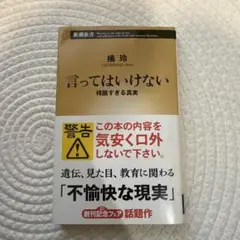 新潮新書
橘 玲
言ってはいけない
残酷すぎる真実
警告
この本の内容を
気安く口外
しないで下さい。
遺伝、見た目、教育に関わる
「不愉快な現実」
創刊記念フェア 話題作